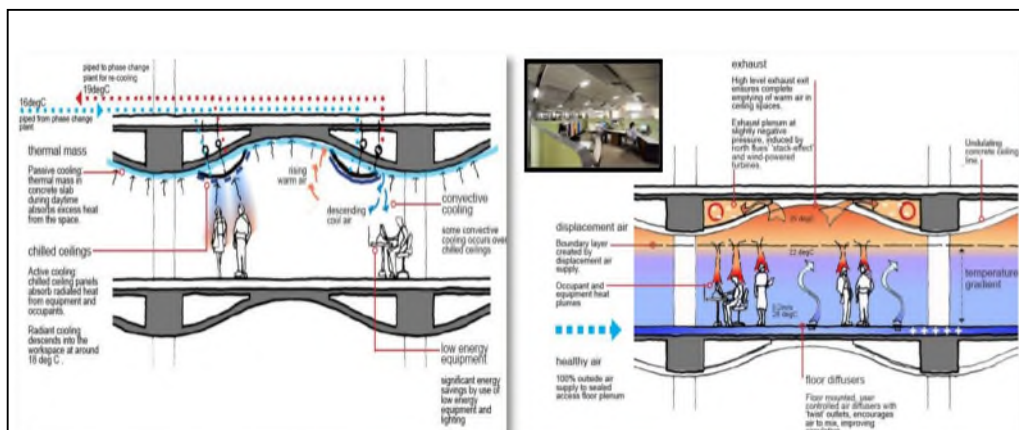 piped to phase change
plant for re-cooling
19degC
16degC
piped from phase change
plant
thermal mass
Passive cooling:
thermal mass in
concrete slab
during daytime
absorbs excess heat
from the space.
chilled ceilings
Active cooling:
chilled ceiling panels
absorb radiated heat
from equipment and
occupants.
Radiant cooling
descends into the
workspace at around
18 deg C.
rising
warm air
descending
cool air
convective
cooling
some convective
cooling occurs over
chilled ceilings
low energy
equipment
significant energy
savings by use of
low energy
equipment and
lighting
exhaust
High level exhaust exit
ensures complete
emptying of warm air in
ceiling spaces.
Exhaust plenum at
slightly negative
pressure, induced by
north flues' 'stack-effect'
and wind-powered
turbines.
Undulating
concrete ceiling
line.
displacement air
Boundary layer
created by
displacement air
supply.
Occupant and
equipment heat
plumes
temperature
gradient
healthy air
100% outside air
supply to sealed
access floor plenum
floor diffusers
Floor mounted, user
controlled air diffusers with
'twist' outlets, encourages
air to mix, improving